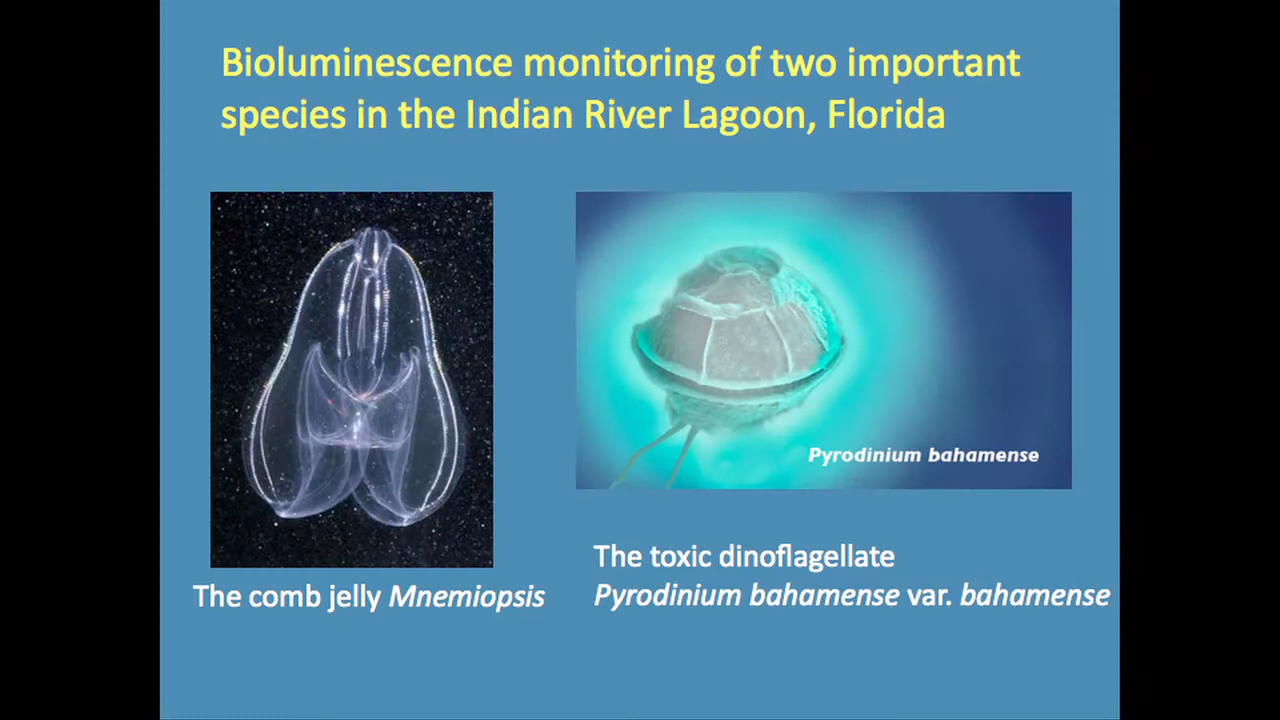 Bioluminescence monitoring of two important
species in the Indian River Lagoon, Florida
Pyrodinium bahamense
The comb jelly Mnemiopsis
The toxic dinoflagellate
Pyrodinium bahamense var. bahamense